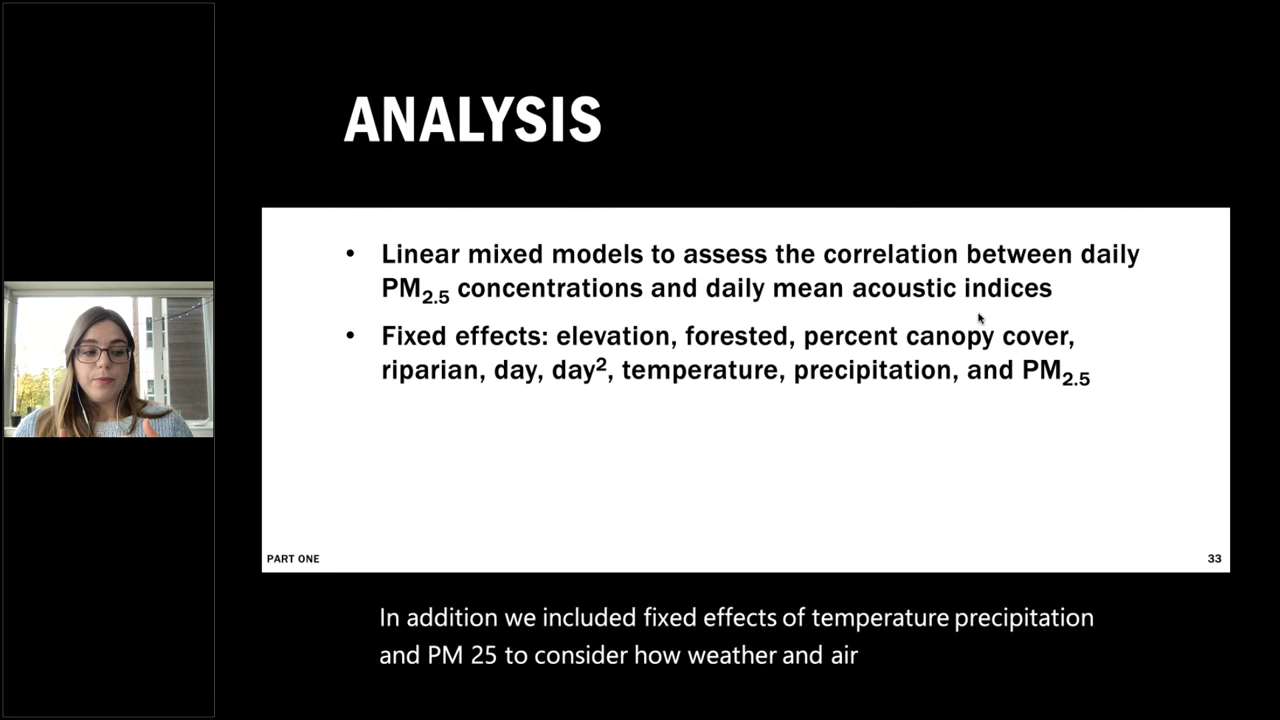 ANALYSIS
• Linear mixed models to assess the correlation between daily
PM2.5 concentrations and daily mean acoustic indices
• Fixed effects: elevation, forested, percent canopy cover,
riparian, day, day², temperature, precipitation, and PM2.5
PART ONE
33
In addition we included fixed effects of temperature precipitation
and PM 25 to consider how weather and air